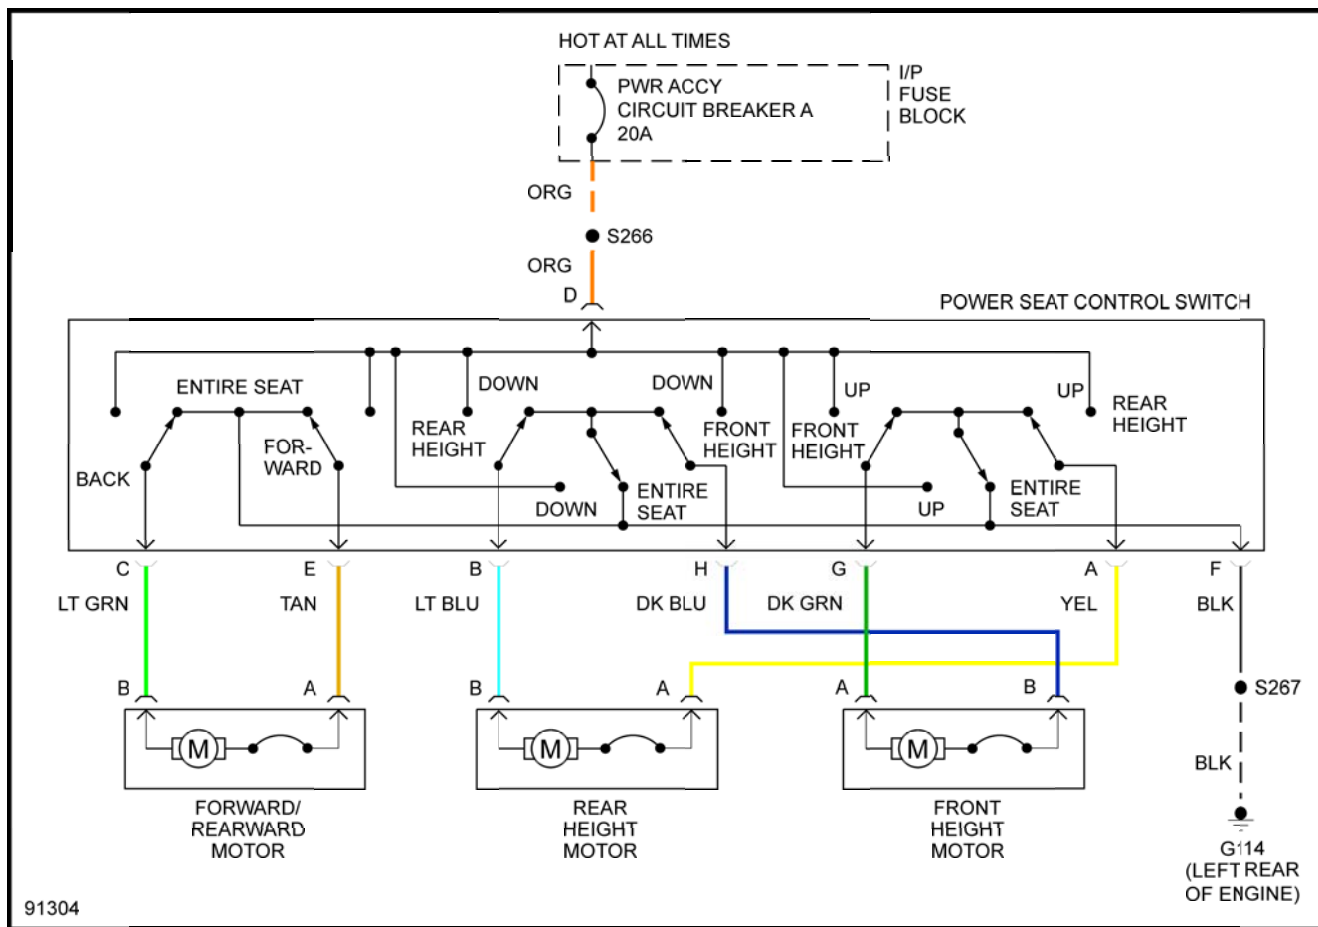 HOT AT ALL TIMES
PWR ACCY
CIRCUIT BREAKER A
20A
I/P
FUSE
BLOCK
ORG
S266
ORG
D
POWER SEAT CONTROL SWITCH
ENTIRE SEAT
BACK
FOR-
WARD
DOWN
REAR
HEIGHT
DOWN
ENTIRE
SEAT
DOWN
FRONT
HEIGHT
UP
FRONT
HEIGHT
UP
ENTIRE
SEAT
UP
REAR
HEIGHT
C
E
B
H
G
A
F
LT GRN
TAN
LT BLU
DK BLU
DK GRN
YEL
BLK
B
A
B
A
A
B
S267
M
M
M
BLK
FORWARD/
REARWARD
MOTOR
REAR
HEIGHT
MOTOR
FRONT
HEIGHT
MOTOR
G114
(LEFT REAR
OF ENGINE)
91304